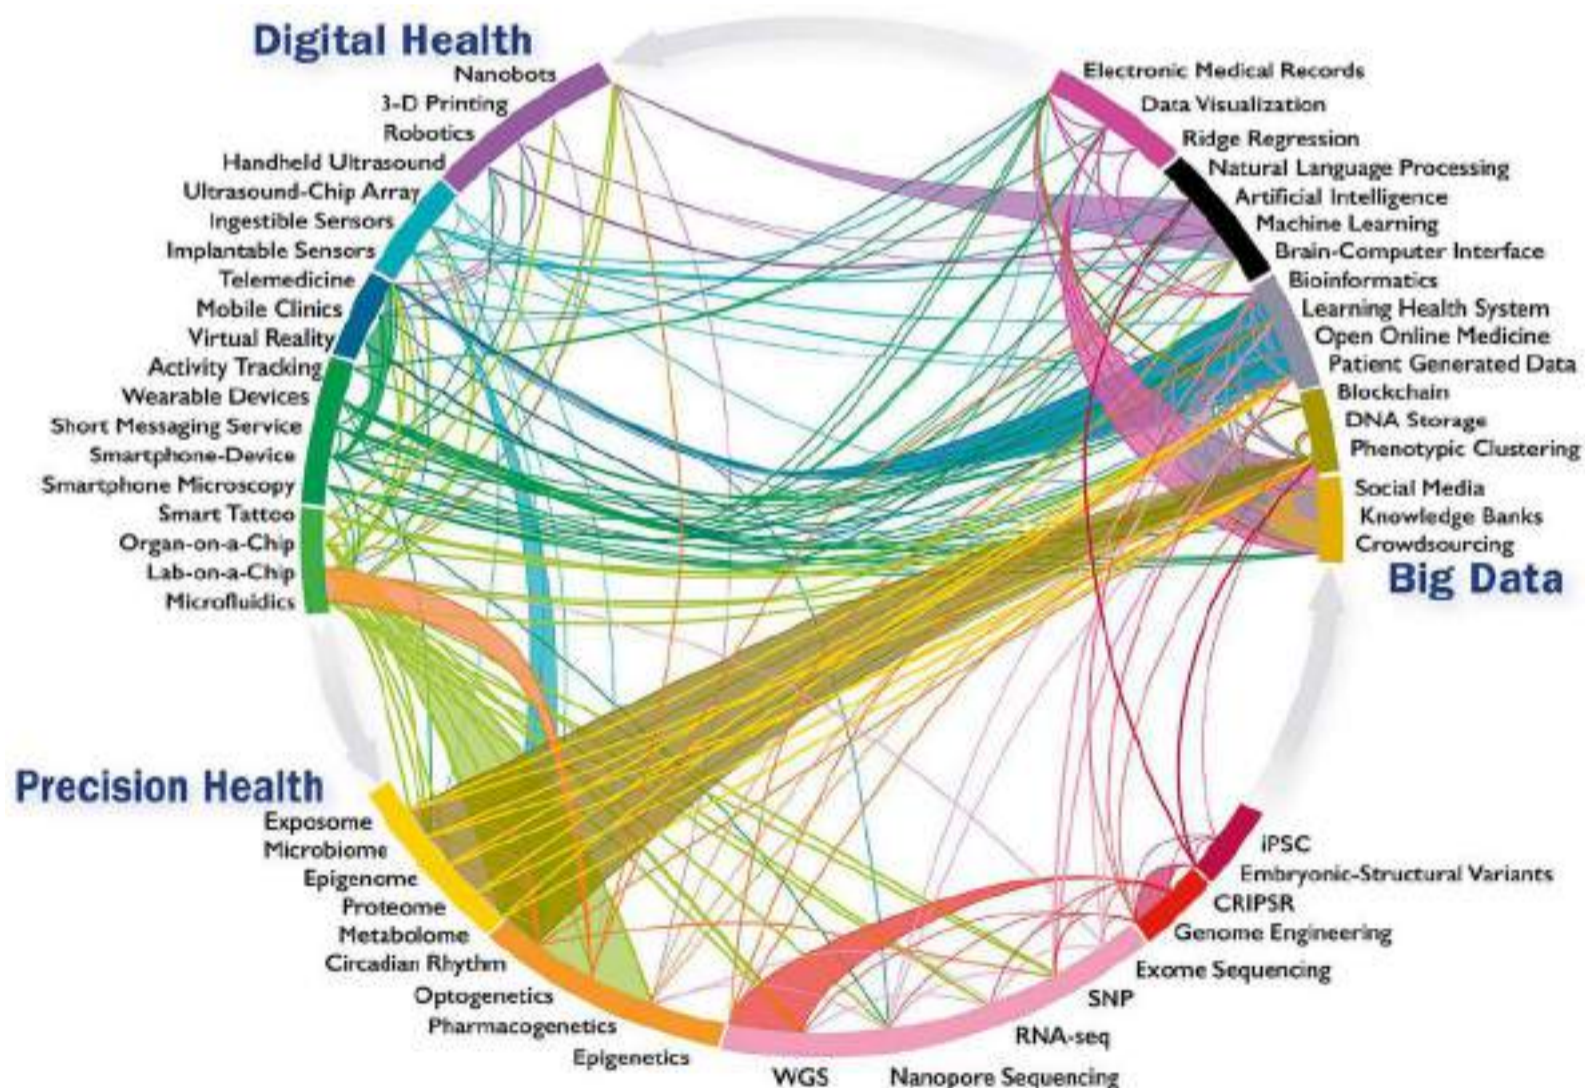 Digital Health
Nanobots
3-D Printing
Robotics
Handheld Ultrasound
Ultrasound-Chip Array
Ingestible Sensors
Implantable Sensors
Telemedicine
Mobile Clinics
Virtual Reality
Activity Tracking
Wearable Devices
Short Messaging Service
Smartphone-Device
Smartphone Microscopy
Smart Tattoo
Organ-on-a-Chip
Lab-on-a-Chip
Microfluidics
Electronic Medical Records
Data Visualization
Ridge Regression
Natural Language Processing
Artificial Intelligence
Machine Learning
Brain-Computer Interface
Bioinformatics
Learning Health System
Open Online Medicine
Patient Generated Data
Blockchain
DNA Storage
Phenotypic Clustering
Social Media
Knowledge Banks
Crowdsourcing
Big Data
Precision Health
Exposome
Microbiome
Epigenome
Proteome
Metabolome
Circadian Rhythm
Optogenetics
Pharmacogenetics
Epigenetics
WGS
Nanopore Sequencing
RNA-seq
SNP
Exome Sequencing
Genome Engineering
CRIPSR
Embryonic-Structural Variants
iPSC